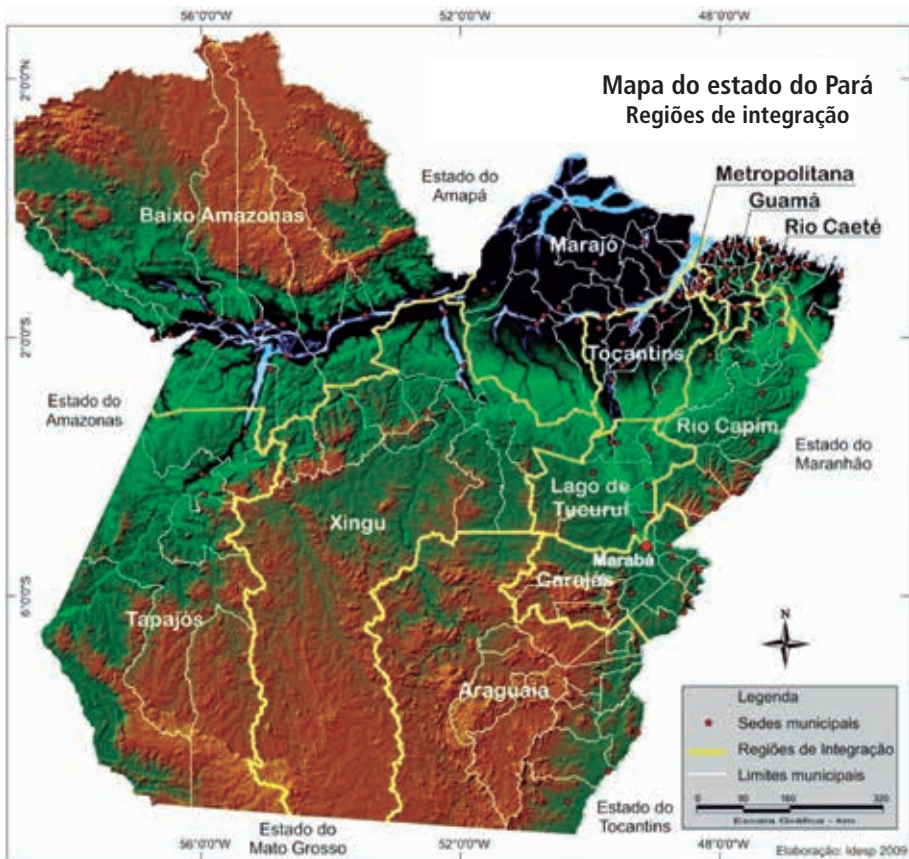 56°0'0"W
52°0'0"W
48°0'0"W
2°0'0"N
Mapa do estado do Pará
Regiões de integração
Estado do
Amapá
Metropolitana
Guamá
Rio Caeté
Baixo Amazonas
Marajó
2°0'0"S
Tocantins
Estado do
Amazonas
Rio Capim
Estado do
Maranhão
Lago de
Tucuruí
Xingu
Marabá
Carajás
6°0'0"S
Tapajós
N
Araguaia
Legenda
Sedes municipais
Regiões de Integração
Limites municipais
0
160
320
Escala Gráfica - km
Estado do
Mato Grosso
Estado do
Tocantins
56°0'0"W
52°0'0"W
48°0'0"W
Elaboração: Idesp 2009